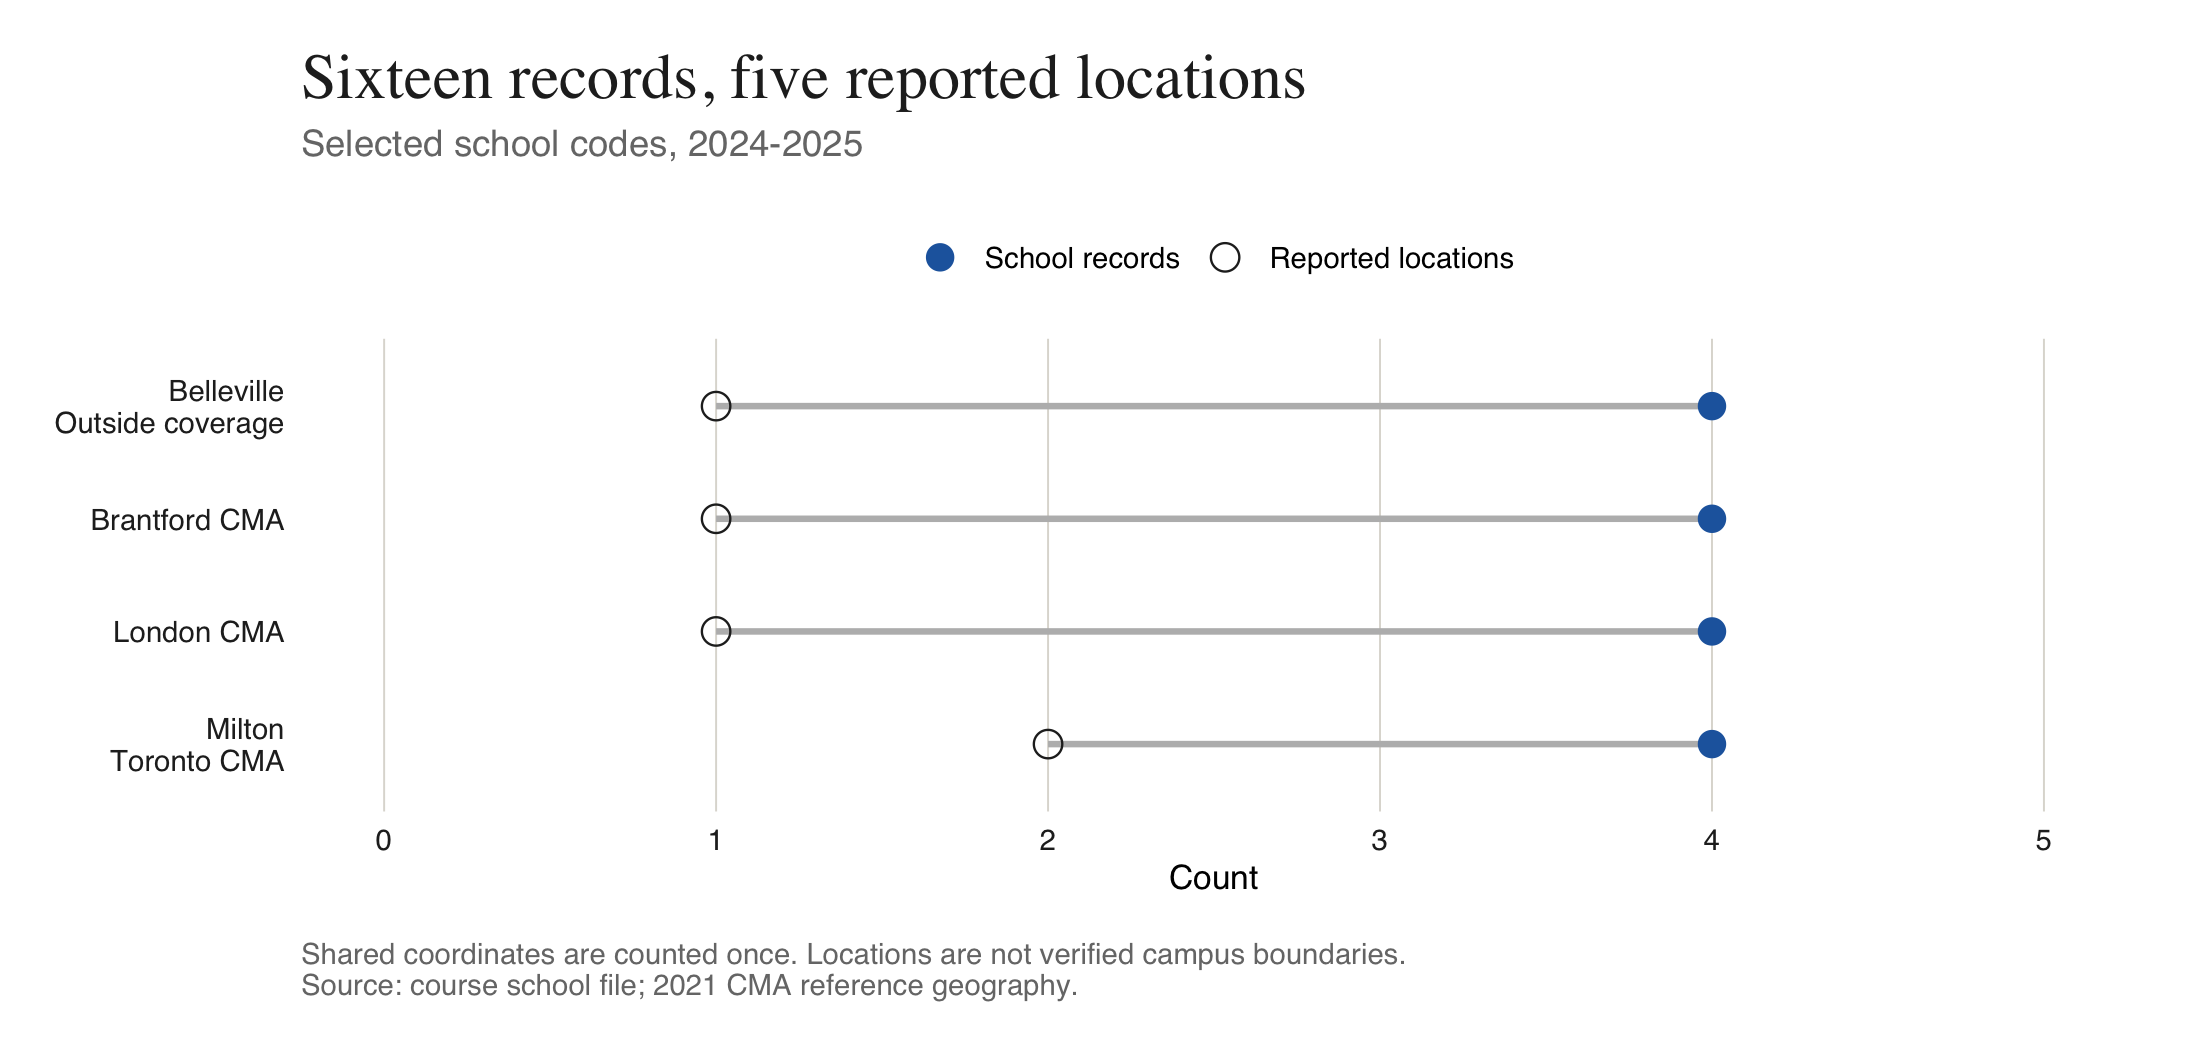 Sixteen records, five reported locations
Selected school codes, 2024-2025
School records
Reported locations
Belleville
Outside coverage
Brantford CMA
London CMA
Milton
Toronto CMA
0 1 2 3 4 5
Count
Shared coordinates are counted once. Locations are not verified campus boundaries.
Source: course school file; 2021 CMA reference geography.